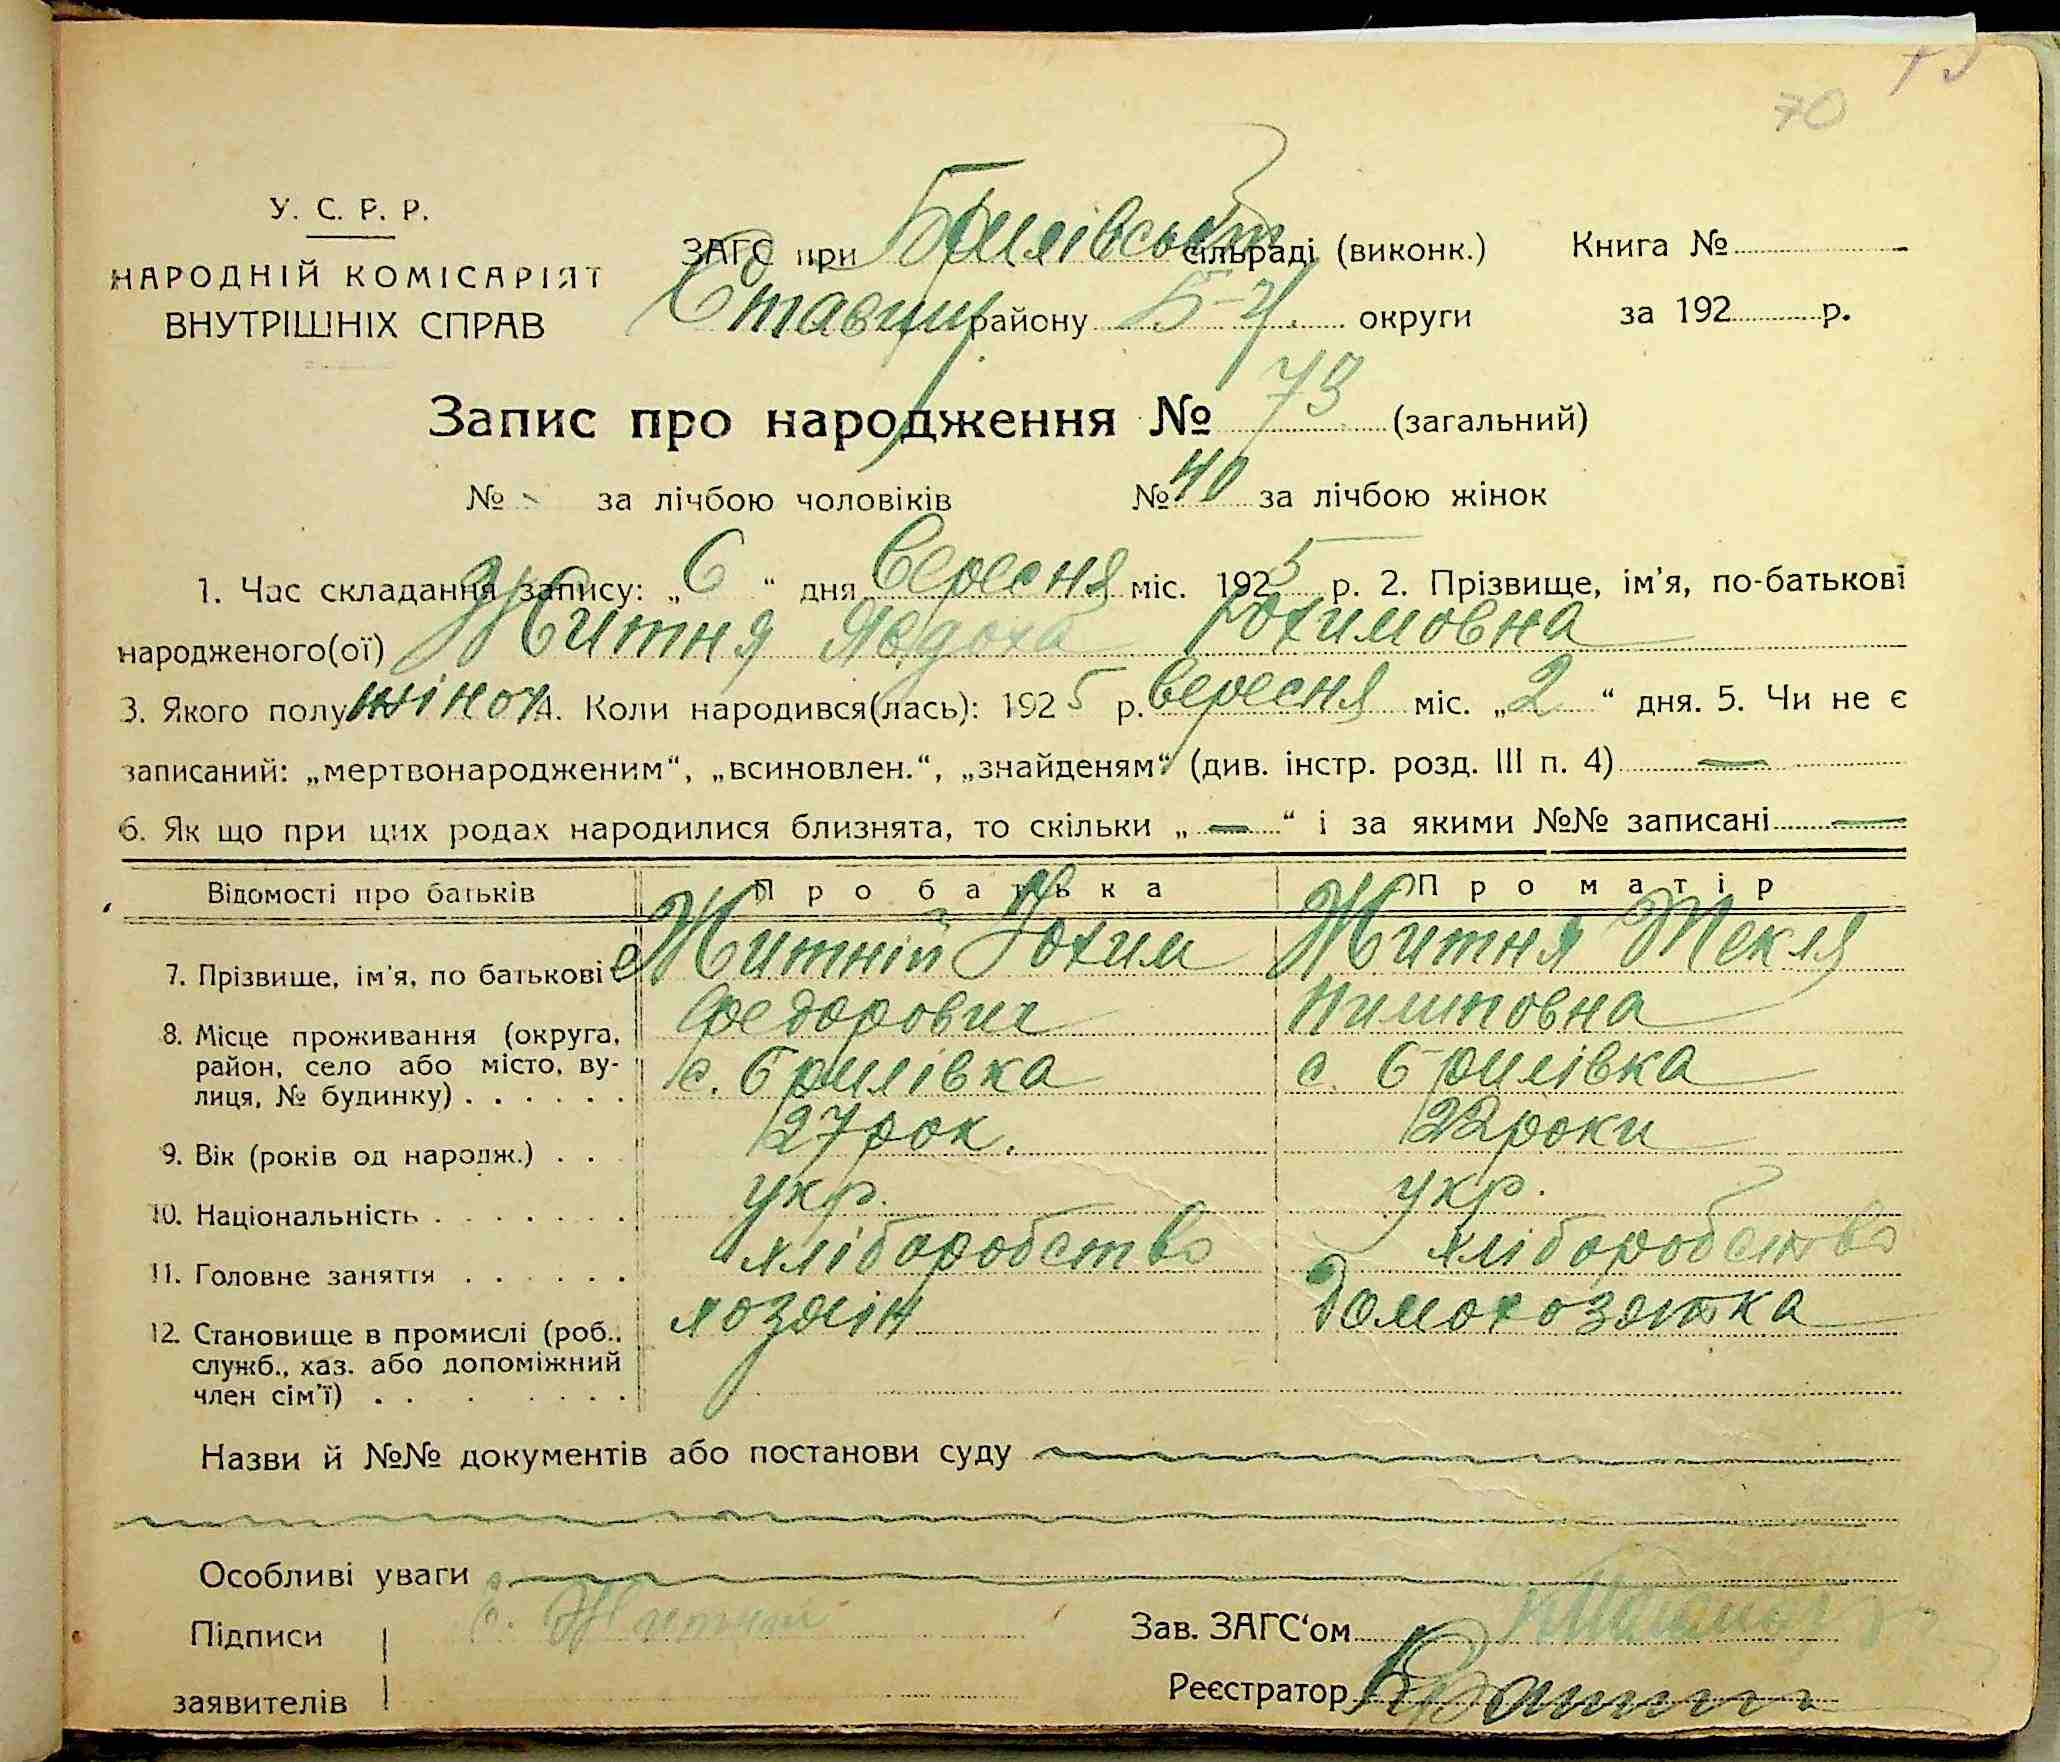 70
У. С. Р. Р.
НАРОДНІЙ КОМІСАРІЯТ
ВНУТРІШНІХ СПРАВ
ЗАГС при Брилівській сільраді (виконк.) Книга №
Ставищ району Б-Ц. округи за 192 р.
Запис про народження № 73 (загальний)
№ - за лічбою чоловіків № 40 за лічбою жінок
1. Час складання запису: „6“ дня Вересня міс. 1925 р. 2. Прізвище, ім'я, по-батькові
народженого(ої) Житня Явдоха Йохимовна
3. Якого полу жіноч. 4. Коли народився(лась): 1925 р. Вересня міс. „2“ дня. 5. Чи не є
записаний: „мертвонародженим“, „всиновлен.“, „знайденям“ (див. інстр. розд. III п. 4) —
6. Як що при цих родах народилися близнята, то скільки „—“ і за якими №№ записані —
Відомості про батьків Про батька Про матір
7. Прізвище, ім'я, по батькові Житній Йохим Житня Текля
Федорович
8. Місце проживання (округа, район, село або місто, вулиця, № будинку) с. Брилівка с. Брилівка
9. Вік (років од народж.) 27 рок. 22 роки
10. Національність укр. укр.
11. Головне заняття хліборобство хліборобство
12. Становище в промислі (роб., служб., хаз. або допоміжний член сім'ї) хозяін Домохозяйка
Назви й №№ документів або постанови суду
Особливі уваги
Підписи заявителів Житній
Зав. ЗАГС'ом
Реєстратор